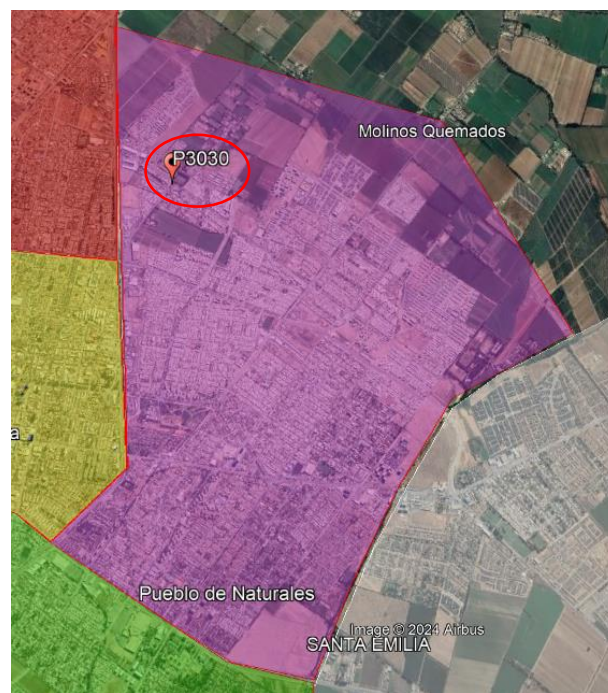 Molinos Quemados
P3030
a
Pueblo de Naturales
Image © 2024 Airbus
SANTA EMILIA